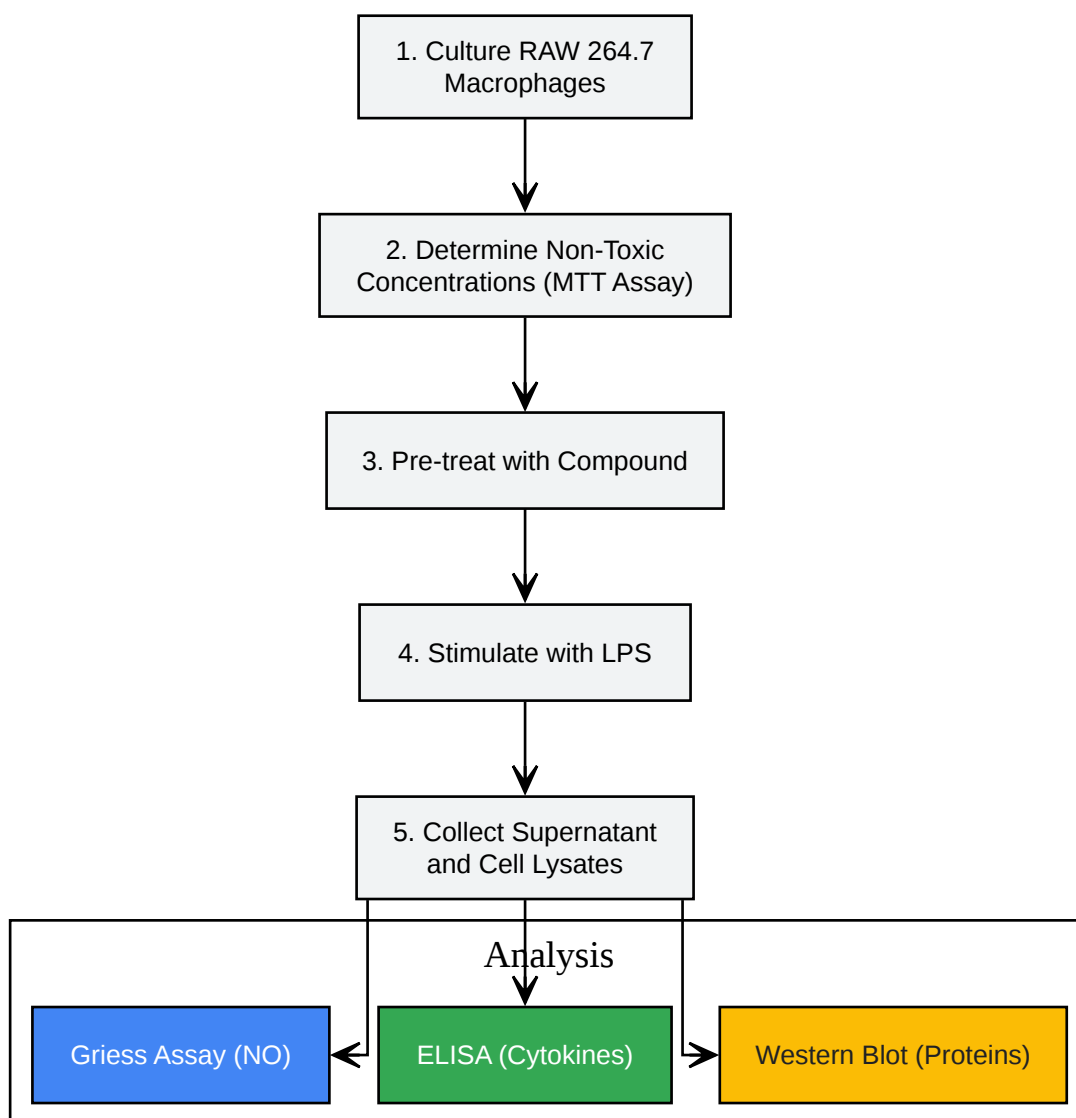 1. Culture RAW 264.7
Macrophages
2. Determine Non-Toxic
Concentrations (MTT Assay)
3. Pre-treat with Compound
4. Stimulate with LPS
5. Collect Supernatant
and Cell Lysates
Analysis
Griess Assay (NO)
ELISA (Cytokines)
Western Blot (Proteins)